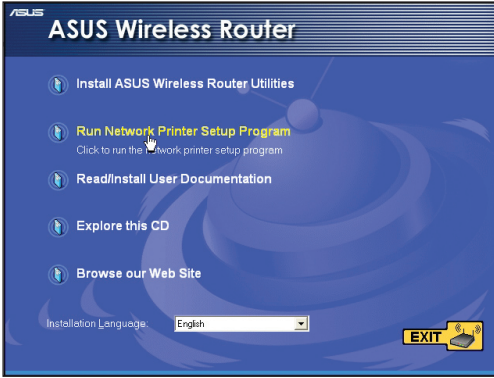 ASUS
ASUS Wireless Router
Install ASUS Wireless Router Utilities
Run Network Printer Setup Program
Click to run the network printer setup program
Read/Install User Documentation
Explore this CD
Browse our Web Site
Installation Language: English
EXIT